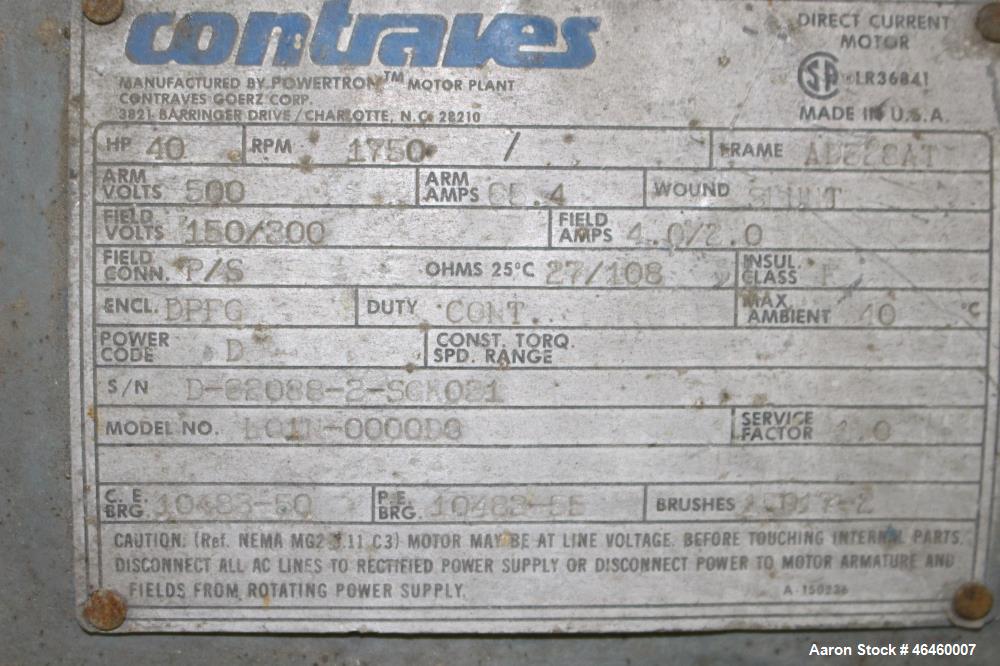 contraves
DIRECT CURRENT
MOTOR
MANUFACTURED BY POWERTRON™ MOTOR PLANT
CONTRAVES GOERZ CORP.
3821 BARRINGER DRIVE / CHARLOTTE, N.C. 28210
SA LR36841
MADE IN U.S.A.
HP 40 RPM 1750 / FRAME
ARM VOLTS 500 ARM AMPS WOUND SHUNT
FIELD VOLTS 150/300 FIELD AMPS 4.0/2.0
FIELD CONN. P/S OHMS 25°C 27/108 INSUL CLASS F
ENCL. DPFG DUTY CONT. MAX AMBIENT 40 °C
POWER CODE D CONST. TORQ. SPD. RANGE
S/N
MODEL NO. SERVICE FACTOR 1.0
C.E. BRG. P.E. BRG. BRUSHES
CAUTION. (Ref. NEMA MG2 3.11 C3) MOTOR MAY BE AT LINE VOLTAGE. BEFORE TOUCHING INTERNAL PARTS,
DISCONNECT ALL AC LINES TO RECTIFIED POWER SUPPLY OR DISCONNECT POWER TO MOTOR ARMATURE AND
FIELDS FROM ROTATING POWER SUPPLY.
Aaron Stock # 46460007